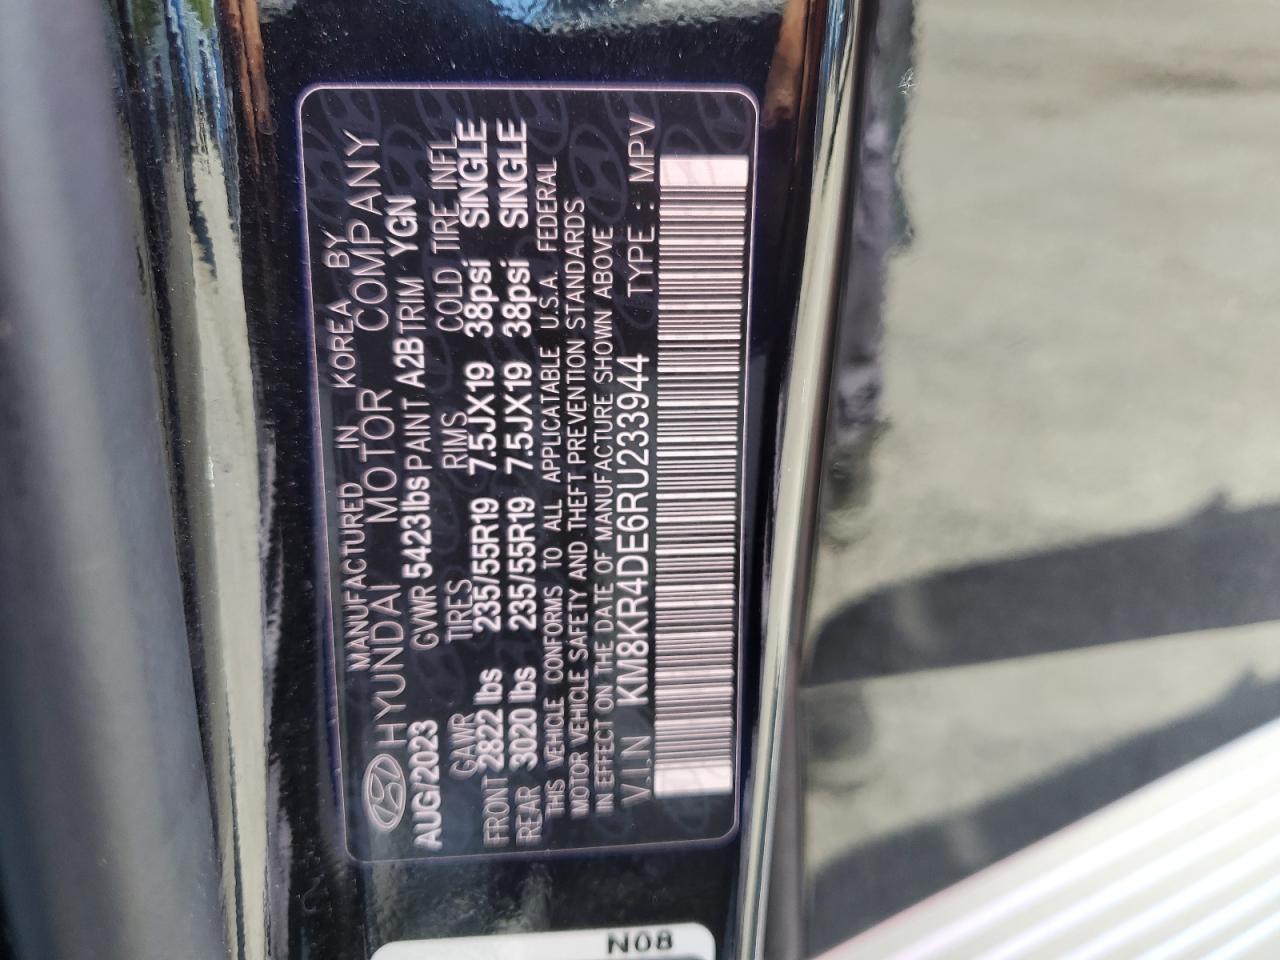 MANUFACTURED IN KOREA BY
HYUNDAI MOTOR COMPANY
AUG/2023 GVWR 5423lbs PAINT A2B TRIM YGN
GAWR TIRES RIMS COLD TIRE INFL
FRONT 2822 lbs 235/55R19 7.5JX19 38psi SINGLE
REAR 3020 lbs 235/55R19 7.5JX19 38psi SINGLE
THIS VEHICLE CONFORMS TO ALL APPLICATABLE U.S.A. FEDERAL
MOTOR VEHICLE SAFETY AND THEFT PREVENTION STANDARDS
IN EFFECT ON THE DATE OF MANUFACTURE SHOWN ABOVE
V.I.N KM8KR4DE6RU233944 TYPE : MPV
N08